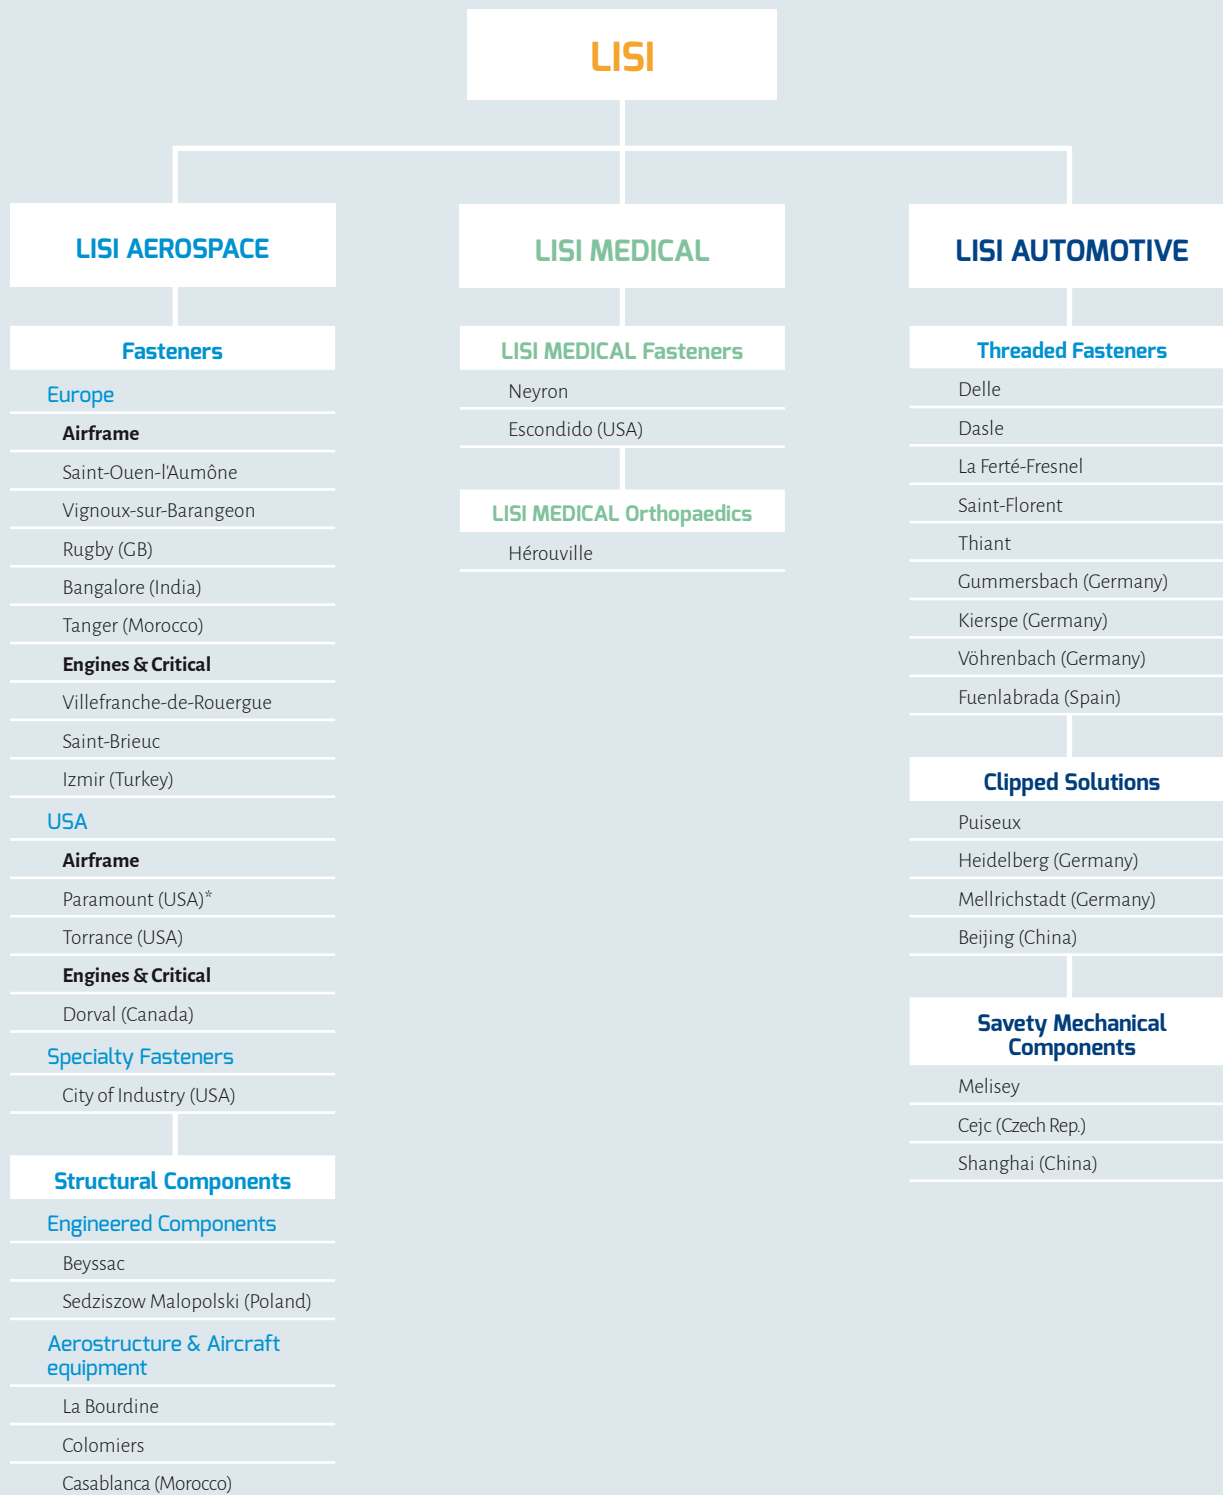 LISI
LISI AEROSPACE
Fasteners
Europe
Airframe
Saint-Ouen-l'Aumône
Vignoux-sur-Barangeon
Rugby (GB)
Bangalore (India)
Tanger (Morocco)
Engines & Critical
Villefranche-de-Rouergue
Saint-Brieuc
Izmir (Turkey)
USA
Airframe
Paramount (USA)*
Torrance (USA)
Engines & Critical
Dorval (Canada)
Specialty Fasteners
City of Industry (USA)
Structural Components
Engineered Components
Beyssac
Sedziszow Malopolski (Poland)
Aerostructure & Aircraft
equipment
La Bourdine
Colomiers
Casablanca (Morocco)
LISI MEDICAL
LISI MEDICAL Fasteners
Neyron
Escondido (USA)
LISI MEDICAL Orthopaedics
Hérouville
LISI AUTOMOTIVE
Threaded Fasteners
Delle
Dasle
La Ferté-Fresnel
Saint-Florent
Thiant
Gummersbach (Germany)
Kierspe (Germany)
Vöhrenbach (Germany)
Fuenlabrada (Spain)
Clipped Solutions
Puiseux
Heidelberg (Germany)
Mellrichstadt (Germany)
Beijing (China)
Savety Mechanical
Components
Melisey
Cejc (Czech Rep.)
Shanghai (China)